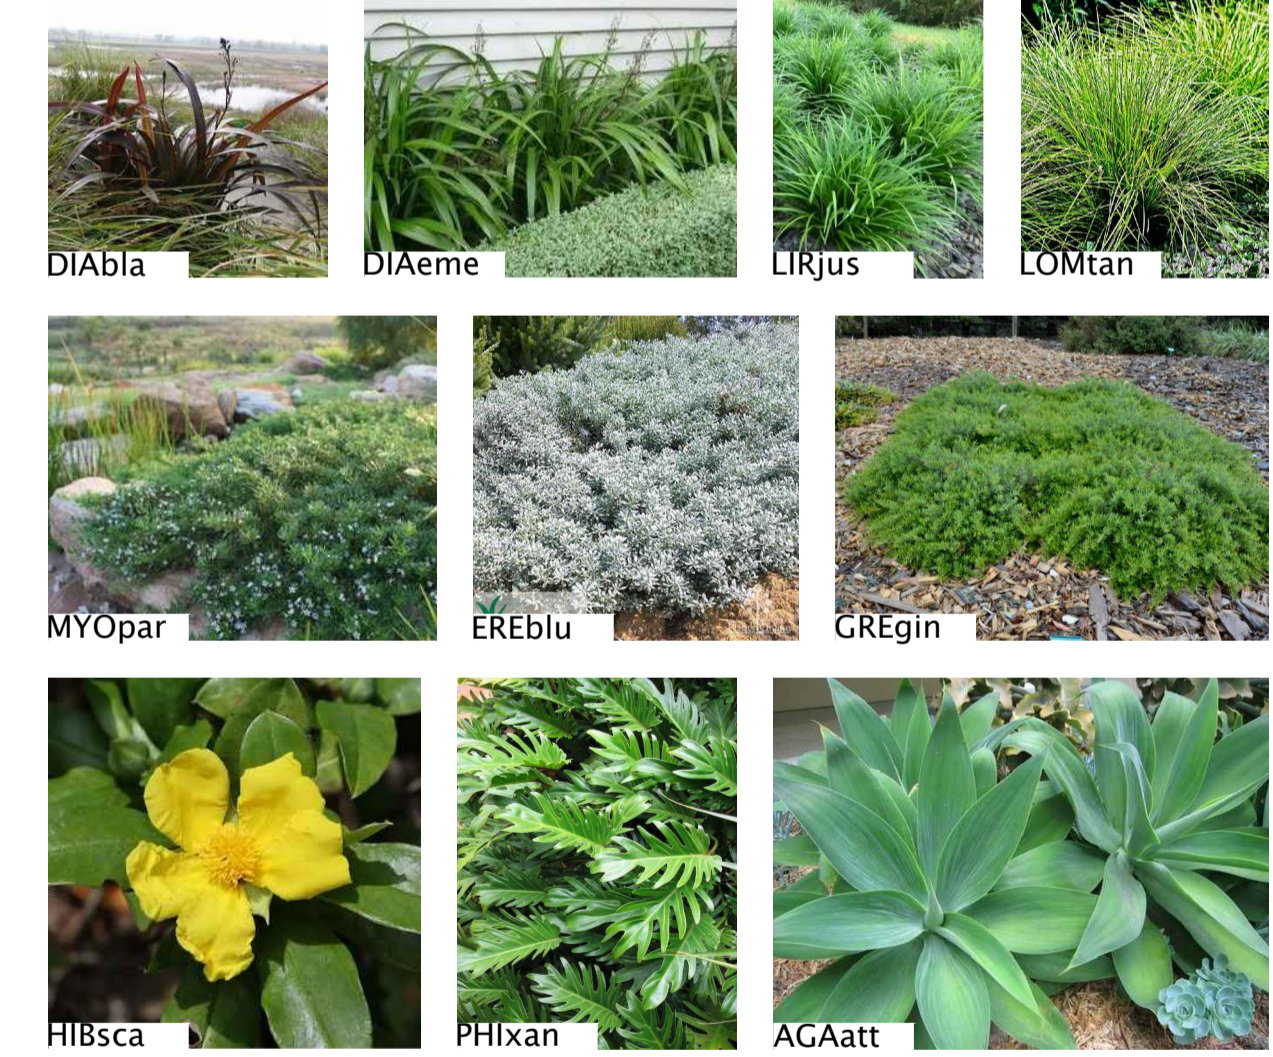 DIAbla
DIAeme
LIRjus
LOMtan
MYOpar
EREblu
GREgin
HIBsca
PHIxan
AGAatt